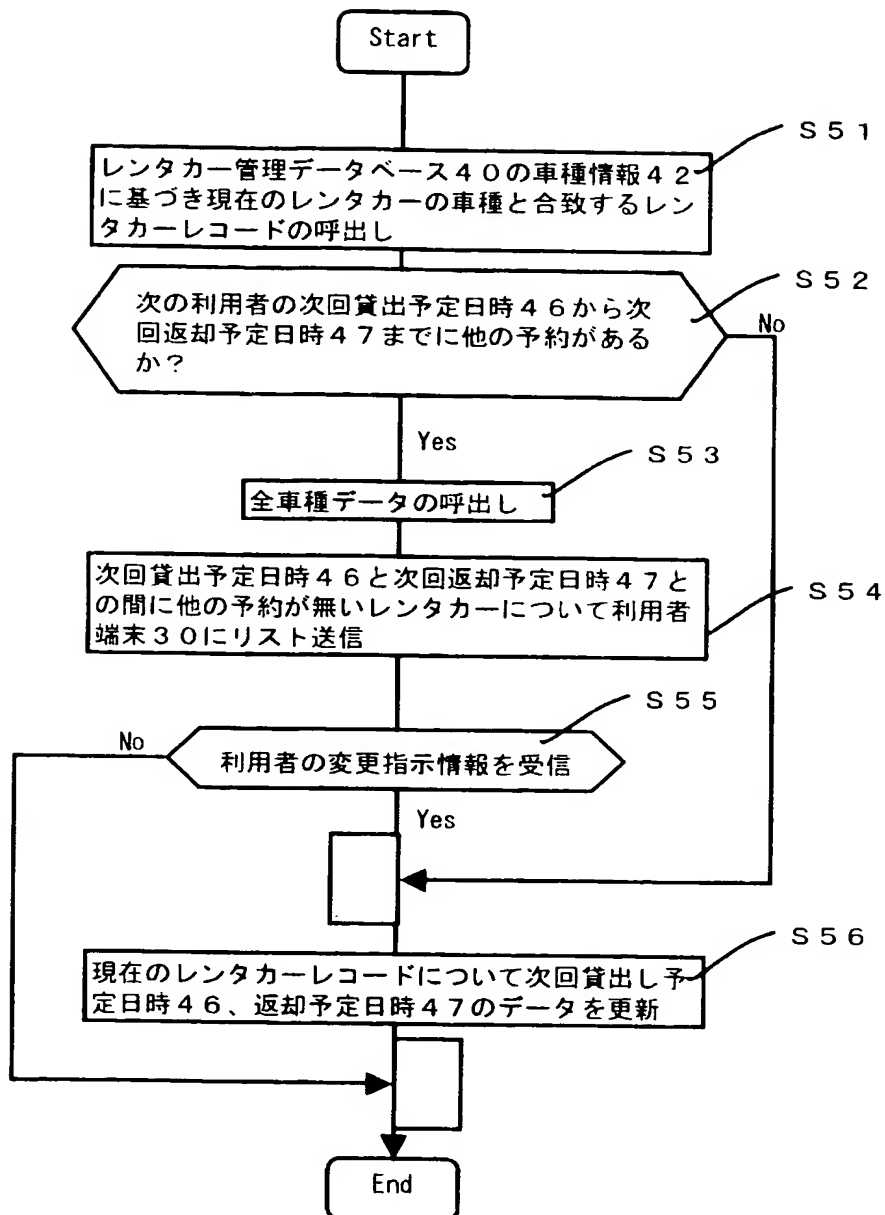 Start
S51
レンタカー管理データベース40の車種情報42
に基づき現在のレンタカーの車種と合致するレン
タカーレコードの呼出し
S52
次の利用者の次回貸出予定日時46から次
回返却予定日時47までに他の予約がある
か?
No
Yes
S53
全車種データの呼出し
次回貸出予定日時46と次回返却予定日時47と
の間に他の予約が無いレンタカーについて利用者
端末30にリスト送信
S54
S55
No
利用者の変更指示情報を受信
Yes
S56
現在のレンタカーレコードについて次回貸出し予
定日時46、返却予定日時47のデータを更新
End